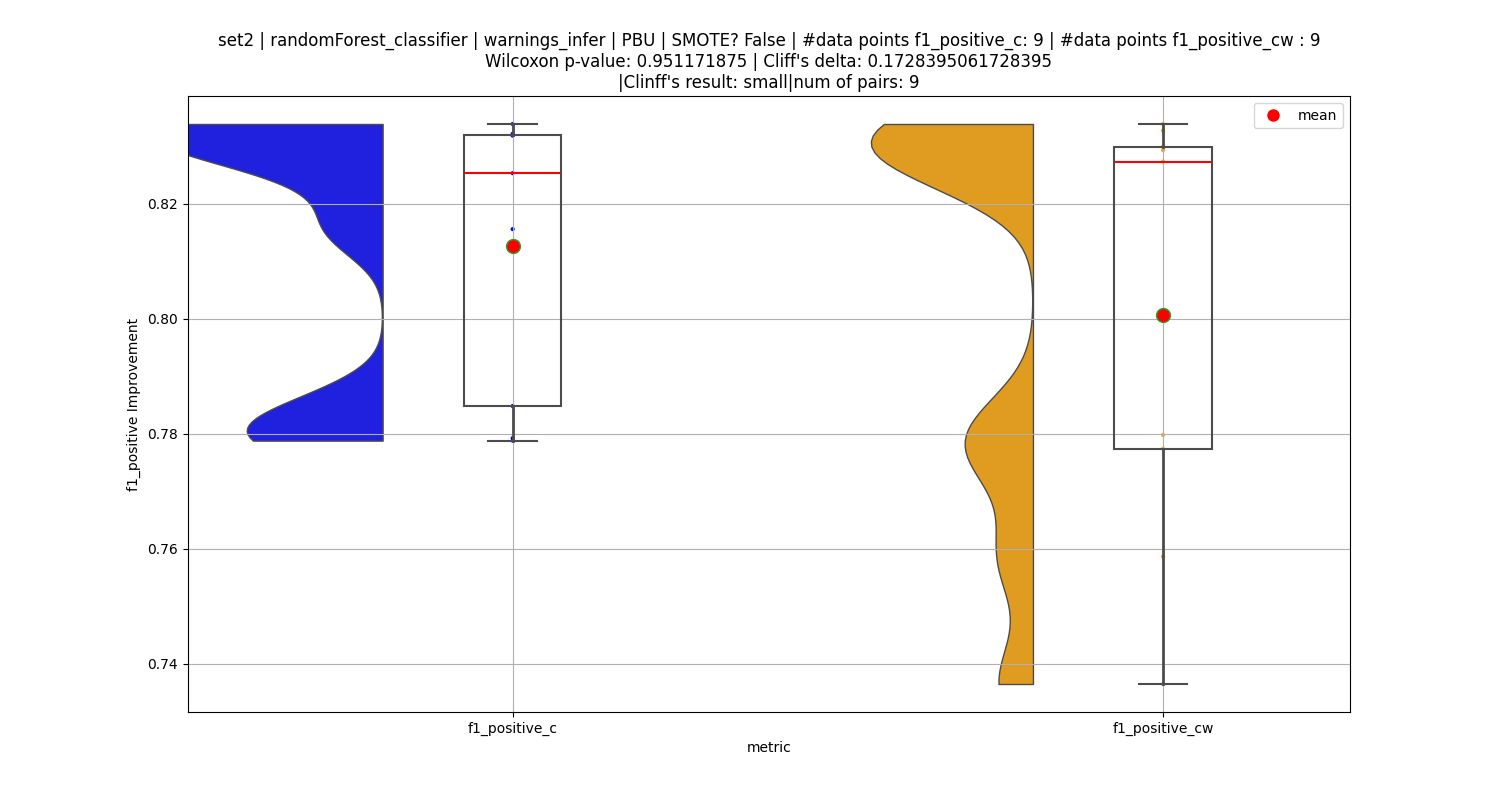 set2 | randomForest_classifier | warnings_infer | PBU | SMOTE? False | #data points f1_positive_c: 9 | #data points f1_positive_cw : 9
Wilcoxon p-value: 0.951171875 | Cliff's delta: 0.1728395061728395
|Clinff's result: small|num of pairs: 9
mean
f1_positive Improvement
0.82
0.80
0.78
0.76
0.74
f1_positive_c
f1_positive_cw
metric